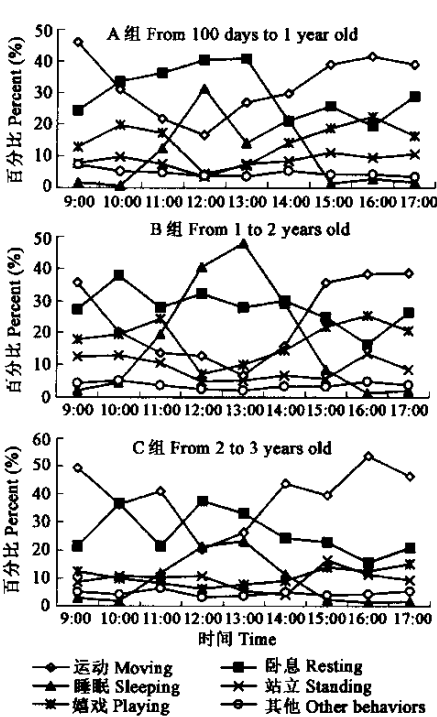 A 组 From 100 days to 1 year old
百分比 Percent (%)
50
40
30
20
10
0
9:00 10:00 11:00 12:00 13:00 14:00 15:00 16:00 17:00
B 组 From 1 to 2 years old
百分比 Percent (%)
50
40
30
20
10
0
9:00 10:00 11:00 12:00 13:00 14:00 15:00 16:00 17:00
C 组 From 2 to 3 years old
百分比 Percent (%)
60
50
40
30
20
10
0
9:00 10:00 11:00 12:00 13:00 14:00 15:00 16:00 17:00
时间 Time
运动 Moving 卧息 Resting
睡眠 Sleeping 站立 Standing
嬉戏 Playing 其他 Other behaviors